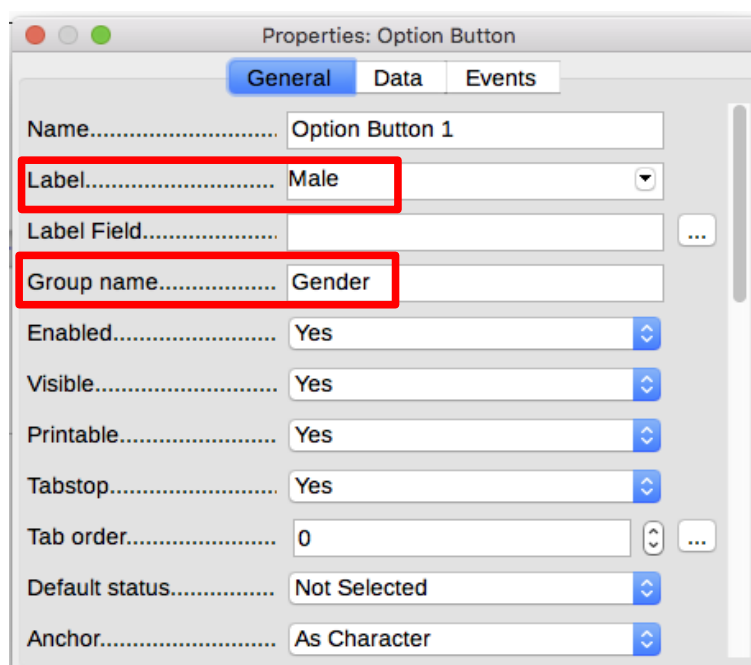 Properties: Option Button
General Data Events
Name............................ Option Button 1
Label............................ Male
Label Field...................... ...
Group name.................. Gender
Enabled......................... Yes
Visible........................... Yes
Printable....................... Yes
Tabstop......................... Yes
Tab order....................... 0 ...
Default status................ Not Selected
Anchor.......................... As Character